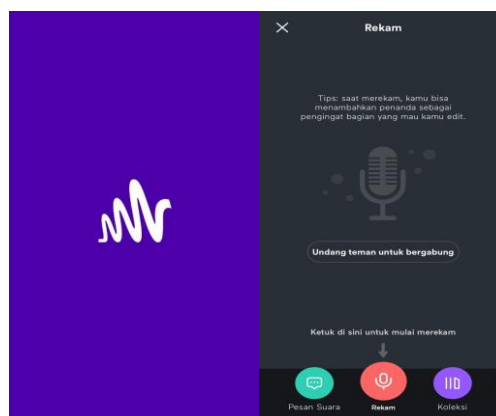 Rekam
Tips: saat merekam, kamu bisa
menambahkan penanda sebagai
pengingat bagian yang mau kamu edit.
Undang teman untuk bergabung
Ketuk di sini untuk mulai merekam
Pesan Suara
Rekam
Koleksi